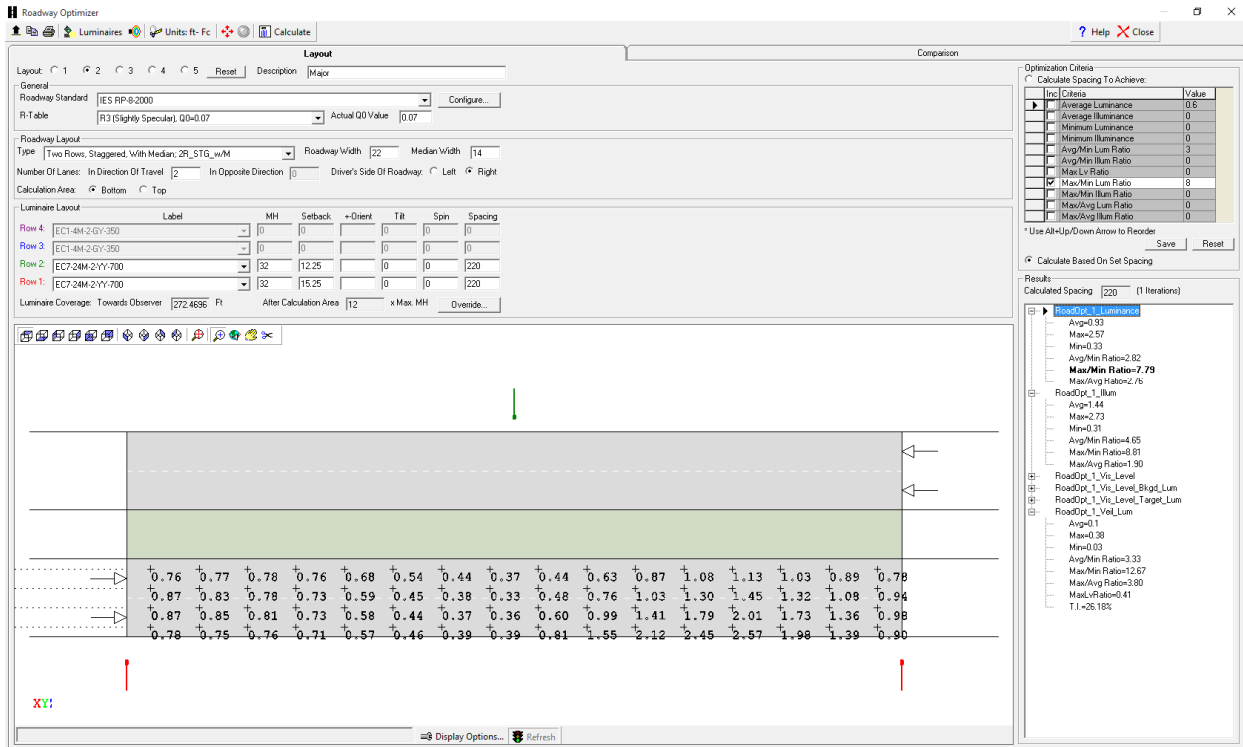 Roadway Optimizer
Luminaires Units: ft- Fc Calculate ? Help Close
Layout Comparison
Layout: 1 2 3 4 5 Reset Description Major
General
Roadway Standard IES RP-8-2000 Configure...
R-Table R3 (Slightly Specular), Q0=0.07 Actual Q0 Value 0.07
Roadway Layout
Type Two Rows, Staggered, With Median; 2R_STG_w/M Roadway Width 22 Median Width 14
Number Of Lanes: In Direction Of Travel 2 In Opposite Direction 0 Driver's Side Of Roadway: Left Right
Calculation Area: Bottom Top
Luminaire Layout
Label MH Setback +-Orient Tilt Spin Spacing
Row 4: EC1-4M-2-GY-350 0 0 0 0 0
Row 3: EC1-4M-2-GY-350 0 0 0 0 0
Row 2: EC7-24M-2-YY-700 32 12.25 0 0 220
Row 1: EC7-24M-2-YY-700 32 15.25 0 0 220
Luminaire Coverage: Towards Observer 272.4696 Ft After Calculation Area 12 x Max. MH Override...
0.76 0.77 0.78 0.76 0.68 0.54 0.44 0.37 0.44 0.63 0.87 1.08 1.13 1.03 0.89 0.78
0.87 0.83 0.78 0.73 0.59 0.45 0.38 0.33 0.48 0.76 1.03 1.30 1.45 1.32 1.08 0.94
0.87 0.85 0.81 0.73 0.58 0.44 0.37 0.36 0.60 0.99 1.41 1.79 2.01 1.73 1.36 0.98
0.78 0.75 0.76 0.71 0.57 0.46 0.39 0.39 0.81 1.55 2.12 2.45 2.57 1.98 1.39 0.90
Display Options... Refresh
Optimization Criteria
Calculate Spacing To Achieve:
Inc Criteria Value
Average Luminance 0.6
Average Illuminance 0
Minimum Luminance 0
Minimum Illuminance 0
Avg/Min Lum Ratio 3
Avg/Min Illum Ratio 0
Max Lv Ratio 0
Max/Min Lum Ratio 8
Max/Min Illum Ratio 0
Max/Avg Lum Ratio 0
Max/Avg Illum Ratio 0
* Use Alt+Up/Down Arrow to Reorder
Save Reset
Calculate Based On Set Spacing
Results
Calculated Spacing 220 (1 Iterations)
RoadOpt_1_Luminance
Avg=0.93
Max=2.57
Min=0.33
Avg/Min Ratio=2.82
Max/Min Ratio=7.79
Max/Avg Ratio=2.76
RoadOpt_1_Illum
Avg=1.44
Max=2.73
Min=0.31
Avg/Min Ratio=4.65
Max/Min Ratio=8.81
Max/Avg Ratio=1.90
RoadOpt_1_Vis_Level
RoadOpt_1_Vis_Level_Bkgd_Lum
RoadOpt_1_Vis_Level_Target_Lum
RoadOpt_1_Veil_Lum
Avg=0.1
Max=0.38
Min=0.03
Avg/Min Ratio=3.33
Max/Min Ratio=12.67
Max/Avg Ratio=3.80
MaxLvRatio=0.41
T.I.=26.18%